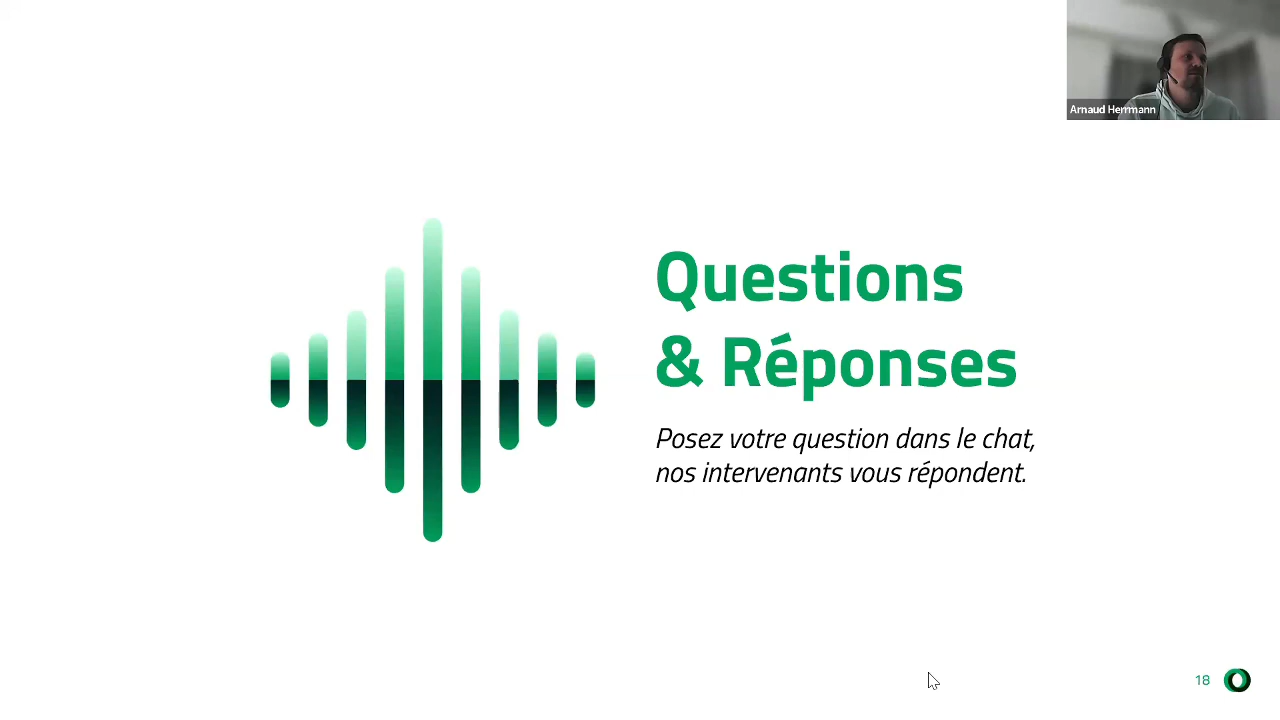 Arnaud Herrmann
Questions
& Réponses
Posez votre question dans le chat,
nos intervenants vous répondent.
18